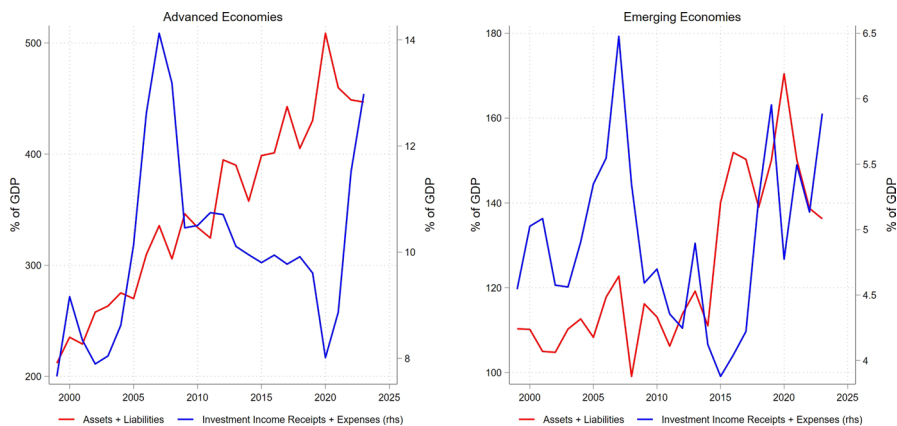 Advanced Economies
500
400
300
200
% of GDP
14
12
10
8
% of GDP
2000 2005 2010 2015 2020 2025
Assets + Liabilities Investment Income Receipts + Expenses (rhs)
Emerging Economies
180
160
140
120
100
% of GDP
6.5
6
5.5
5
4.5
4
% of GDP
2000 2005 2010 2015 2020 2025
Assets + Liabilities Investment Income Receipts + Expenses (rhs)